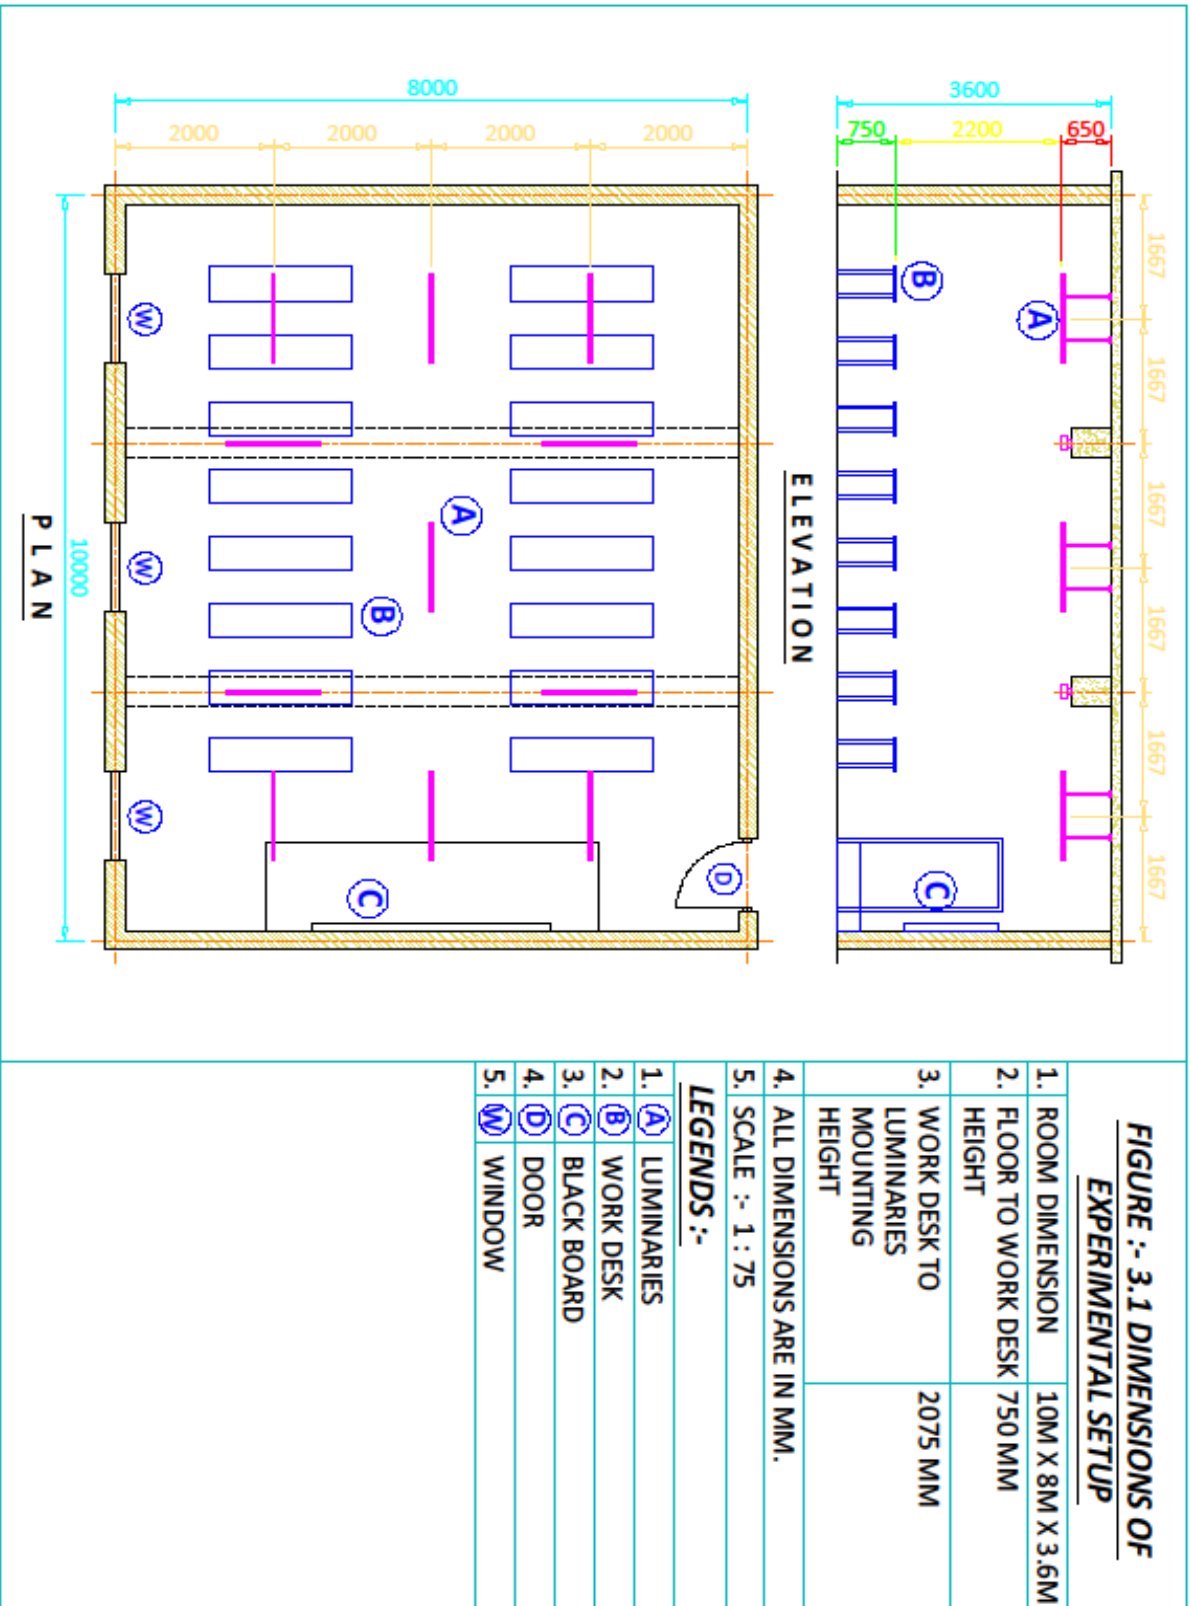 FIGURE :- 3.1 DIMENSIONS OF
EXPERIMENTAL SETUP
1. ROOM DIMENSION 10M X 8M X 3.6M
2. FLOOR TO WORK DESK 750 MM
HEIGHT
3. WORK DESK TO 2075 MM
LUMINARIES
MOUNTING
HEIGHT
4. ALL DIMENSIONS ARE IN MM.
5. SCALE :- 1 : 75
LEGENDS :-
1. A LUMINARIES
2. B WORK DESK
3. C BLACK BOARD
4. D DOOR
5. W WINDOW
1667 1667 1667 1667 1667 1667
3600
650
2200
750
A
B
C
ELEVATION
8000
2000
2000
2000
2000
D
A
B
C
W W W
10000
PLAN